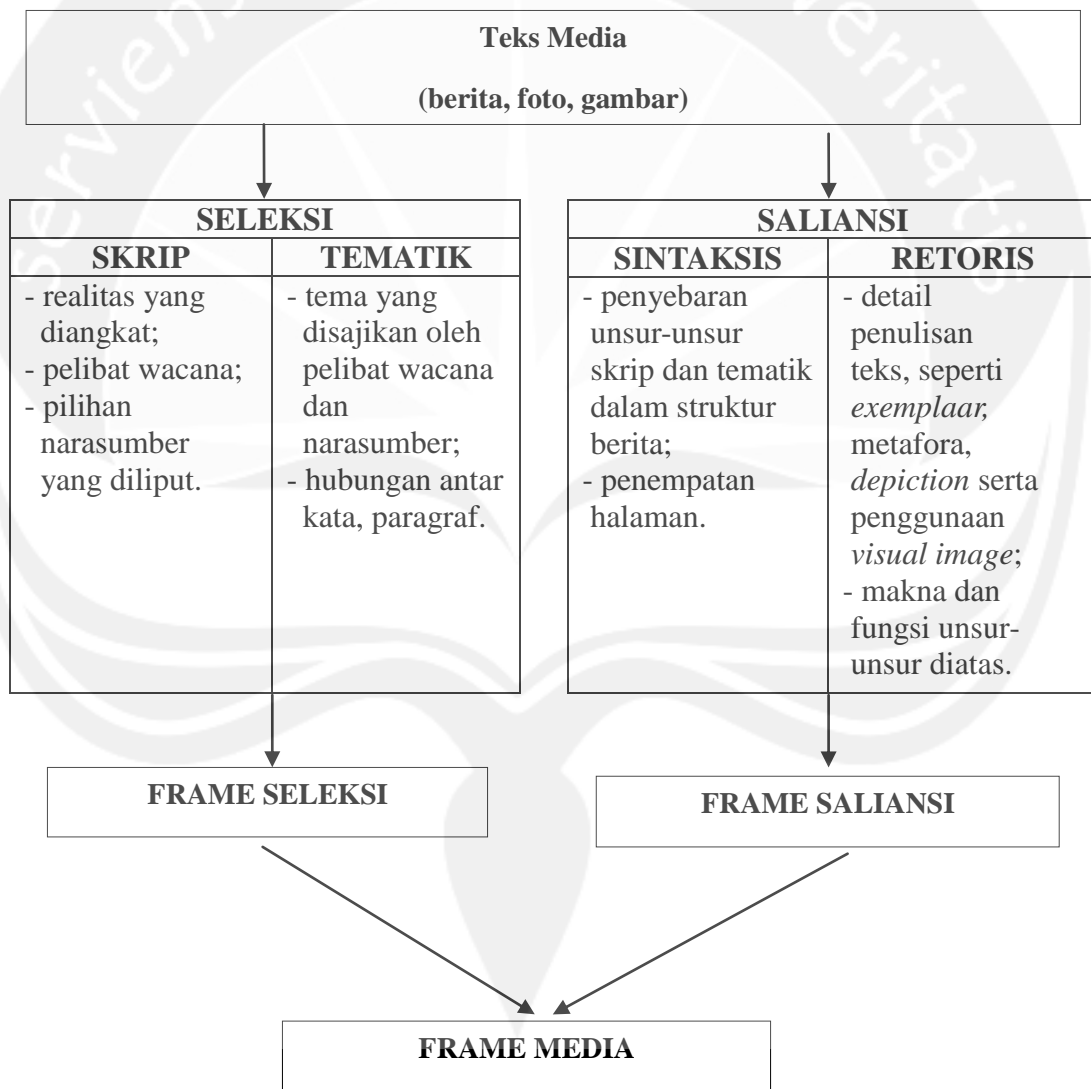 Serviens
veritatis
Teks Media
(berita, foto, gambar)
SELEKSI
SKRIP
TEMATIK
- realitas yang
diangkat;
- pelibat wacana;
- pilihan
narasumber
yang diliput.
- tema yang
disajikan oleh
pelibat wacana
dan
narasumber;
- hubungan antar
kata, paragraf.
SALIANSI
SINTAKSIS
RETORIS
- penyebaran
unsur-unsur
skrip dan tematik
dalam struktur
berita;
- penempatan
halaman.
- detail
penulisan
teks, seperti
exemplaar,
metafora,
depiction serta
penggunaan
visual image;
- makna dan
fungsi unsur-
unsur diatas.
FRAME SELEKSI
FRAME SALIANSI
FRAME MEDIA